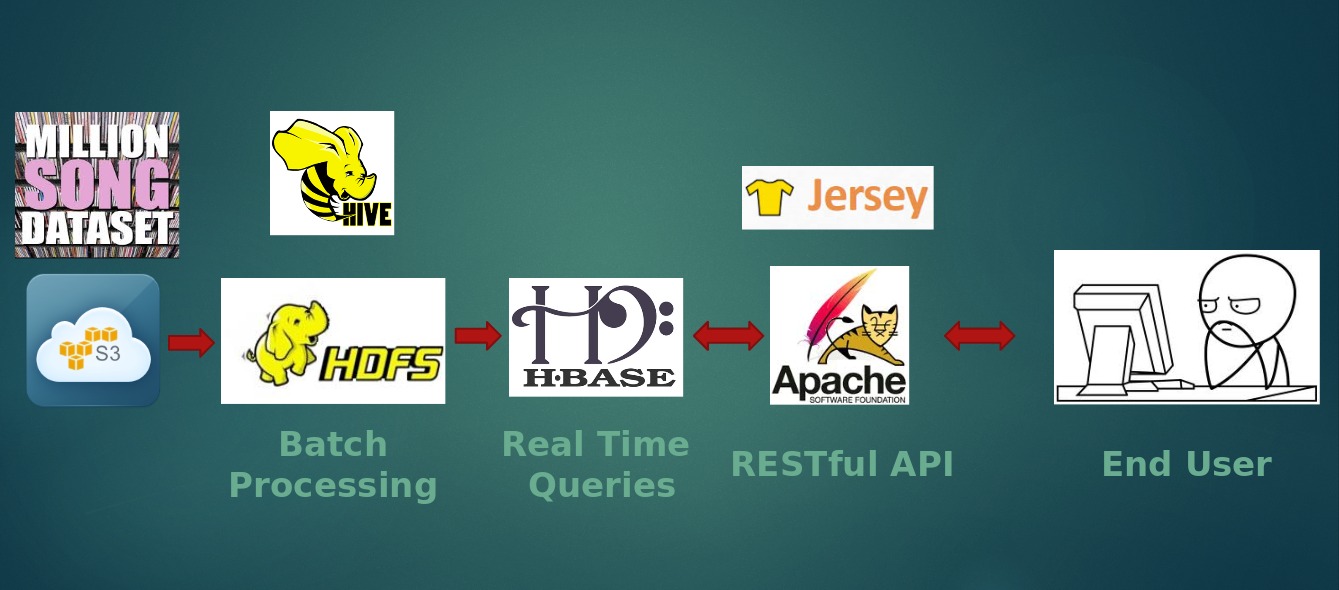 MILLION
SONG
DATASET
S3
HIVE
HDFS
Batch
Processing
H·BASE
Real Time
Queries
Jersey
Apache
SOFTWARE FOUNDATION
RESTful API
End User